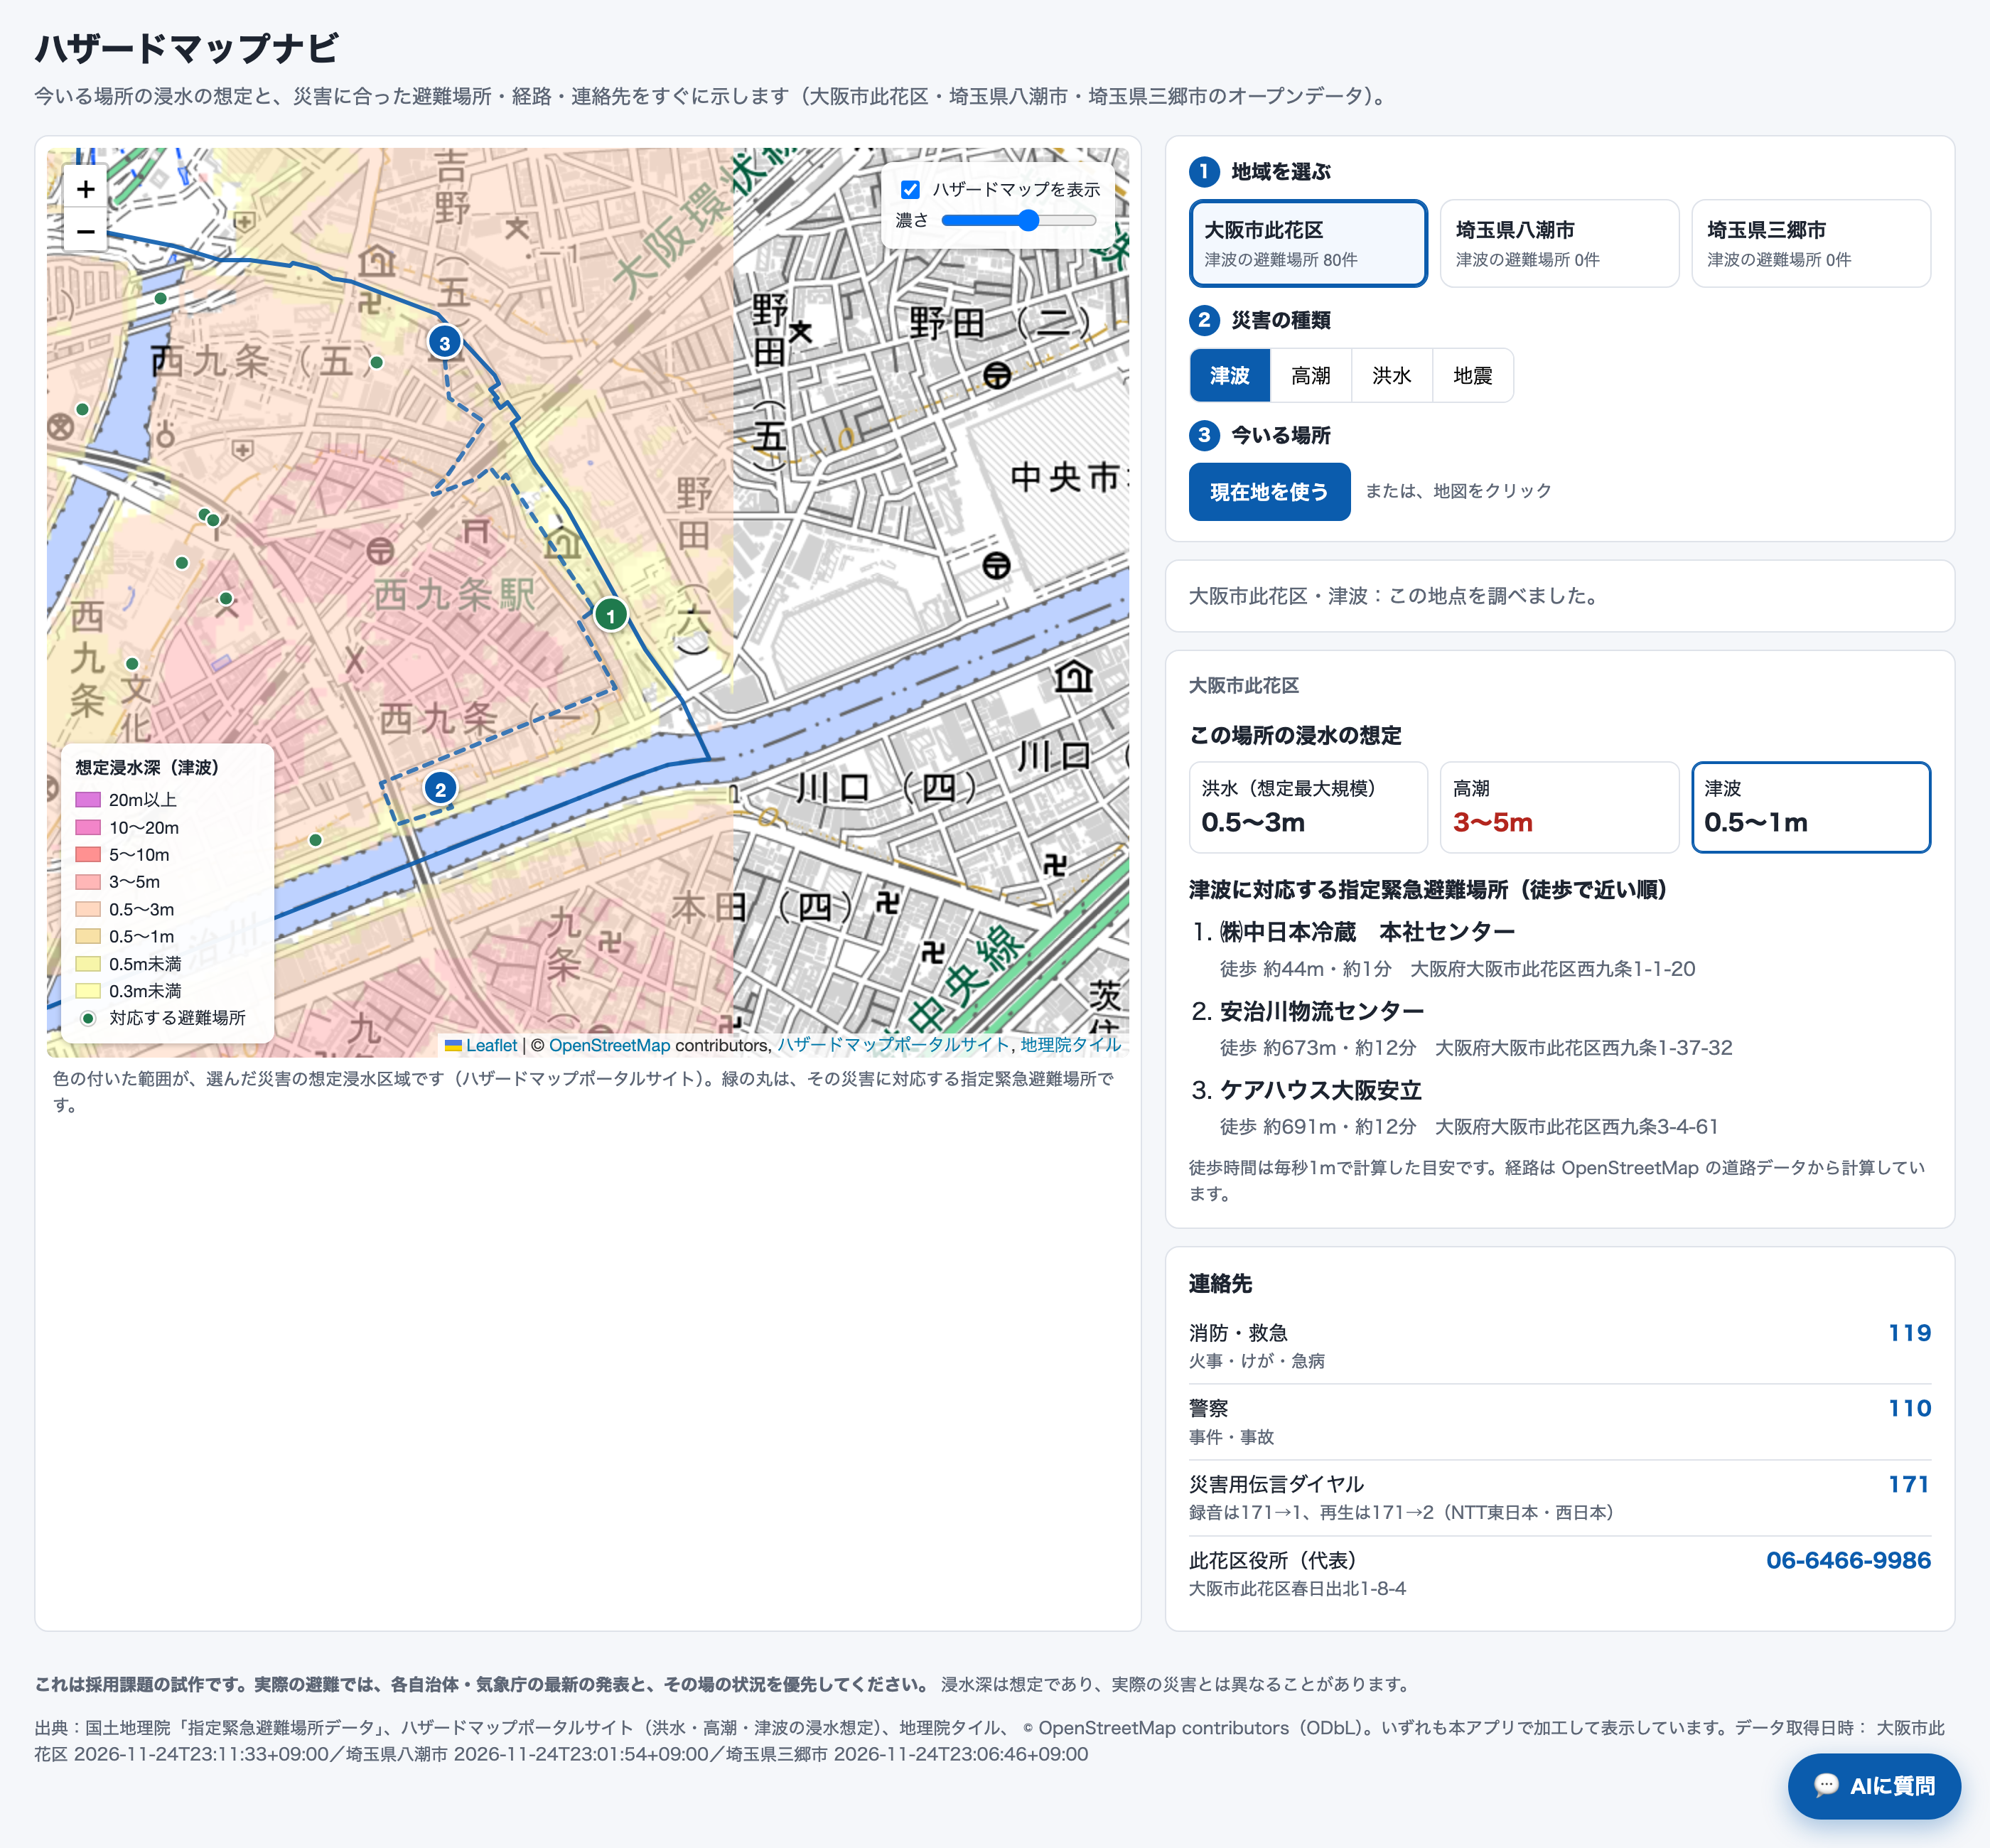 ハザードマップナビ
今いる場所の浸水の想定と、災害に合った避難場所・経路・連絡先をすぐに示します（大阪市此花区・埼玉県八潮市・埼玉県三郷市のオープンデータ）。
+
−
ハザードマップを表示
濃さ
吉野（五）
大阪環状線
西九条（五）
野田（五）
野田（二）
中央市
野田（六）
西九条駅
西九条
文化
西九条（一）
川口（四）
川口（
本田（四）
九条（
中央線
安治川
茨住
九
0
0
3
1
2
想定浸水深（津波）
20m以上
10〜20m
5〜10m
3〜5m
0.5〜3m
0.5〜1m
0.5m未満
0.3m未満
対応する避難場所
Leaflet | © OpenStreetMap contributors, ハザードマップポータルサイト, 地理院タイル
色の付いた範囲が、選んだ災害の想定浸水区域です（ハザードマップポータルサイト）。緑の丸は、その災害に対応する指定緊急避難場所で
す。
1 地域を選ぶ
大阪市此花区
津波の避難場所 80件
埼玉県八潮市
津波の避難場所 0件
埼玉県三郷市
津波の避難場所 0件
2 災害の種類
津波 高潮 洪水 地震
3 今いる場所
現在地を使う または、地図をクリック
大阪市此花区・津波：この地点を調べました。
大阪市此花区
この場所の浸水の想定
洪水（想定最大規模）
0.5〜3m
高潮
3〜5m
津波
0.5〜1m
津波に対応する指定緊急避難場所（徒歩で近い順）
1. ㈱中日本冷蔵　本社センター
徒歩 約44m・約1分　大阪府大阪市此花区西九条1-1-20
2. 安治川物流センター
徒歩 約673m・約12分　大阪府大阪市此花区西九条1-37-32
3. ケアハウス大阪安立
徒歩 約691m・約12分　大阪府大阪市此花区西九条3-4-61
徒歩時間は毎秒1mで計算した目安です。経路は OpenStreetMap の道路データから計算してい
ます。
連絡先
消防・救急 119
火事・けが・急病
警察 110
事件・事故
災害用伝言ダイヤル 171
録音は171→1、再生は171→2（NTT東日本・西日本）
此花区役所（代表） 06-6466-9986
大阪市此花区春日出北1-8-4
これは採用課題の試作です。実際の避難では、各自治体・気象庁の最新の発表と、その場の状況を優先してください。 浸水深は想定であり、実際の災害とは異なることがあります。
出典：国土地理院「指定緊急避難場所データ」、ハザードマップポータルサイト（洪水・高潮・津波の浸水想定）、地理院タイル、 © OpenStreetMap contributors（ODbL）。いずれも本アプリで加工して表示しています。データ取得日時： 大阪市此
花区 2026-11-24T23:11:33+09:00／埼玉県八潮市 2026-11-24T23:01:54+09:00／埼玉県三郷市 2026-11-24T23:06:46+09:00
AIに質問